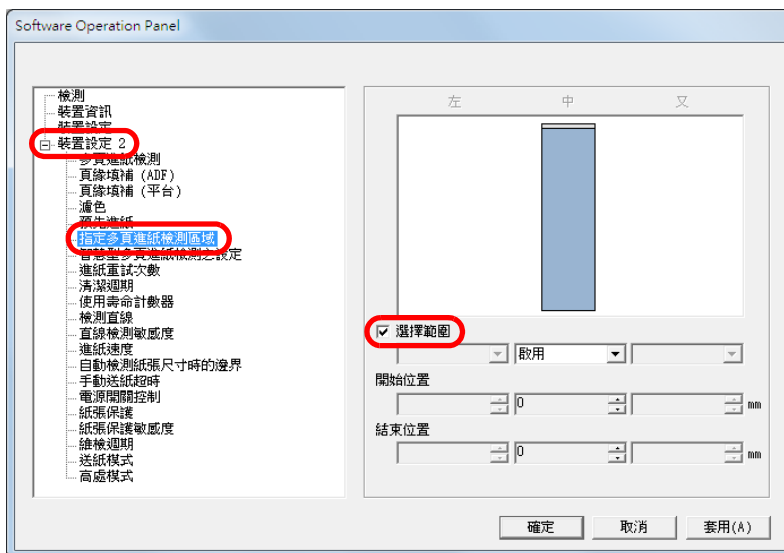 Software Operation Panel
檢測
裝置資訊
裝置設定
裝置設定 2
多頁進紙檢測
頁緣填補 (ADF)
頁緣填補 (平台)
濾色
預先進紙
指定多頁進紙檢測區域
智慧型多頁進紙檢測之設定
進紙重試次數
清潔週期
使用壽命計數器
檢測直線
直線檢測敏感度
進紙速度
自動檢測紙張尺寸時的邊界
手動送紙超時
電源開關控制
紙張保護
紙張保護敏感度
維檢週期
送紙模式
高處模式
左 中 又
選擇範圍
啟用
開始位置
0 mm
結束位置
0 mm
確定 取消 套用(A)